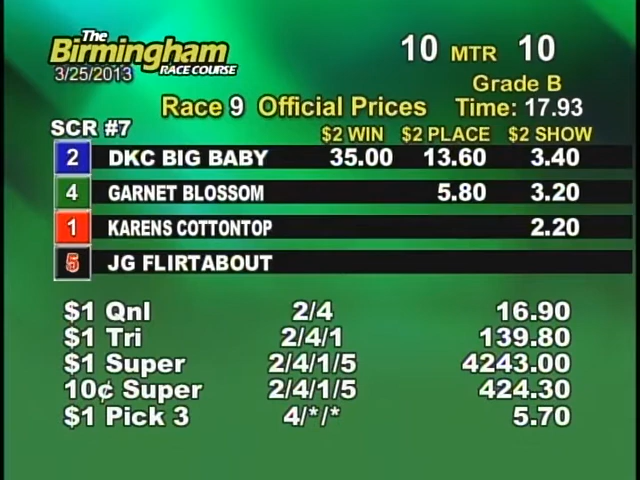 The
Birmingham
RACE COURSE
3/25/2013
10 MTR 10
Grade B
Race 9 Official Prices Time: 17.93
SCR #7
$2 WIN $2 PLACE $2 SHOW
2 DKC BIG BABY 35.00 13.60 3.40
4 GARNET BLOSSOM 5.80 3.20
1 KARENS COTTONTOP 2.20
5 JG FLIRTABOUT
$1 Qnl 2/4 16.90
$1 Tri 2/4/1 139.80
$1 Super 2/4/1/5 4243.00
10¢ Super 2/4/1/5 424.30
$1 Pick 3 4/*/* 5.70